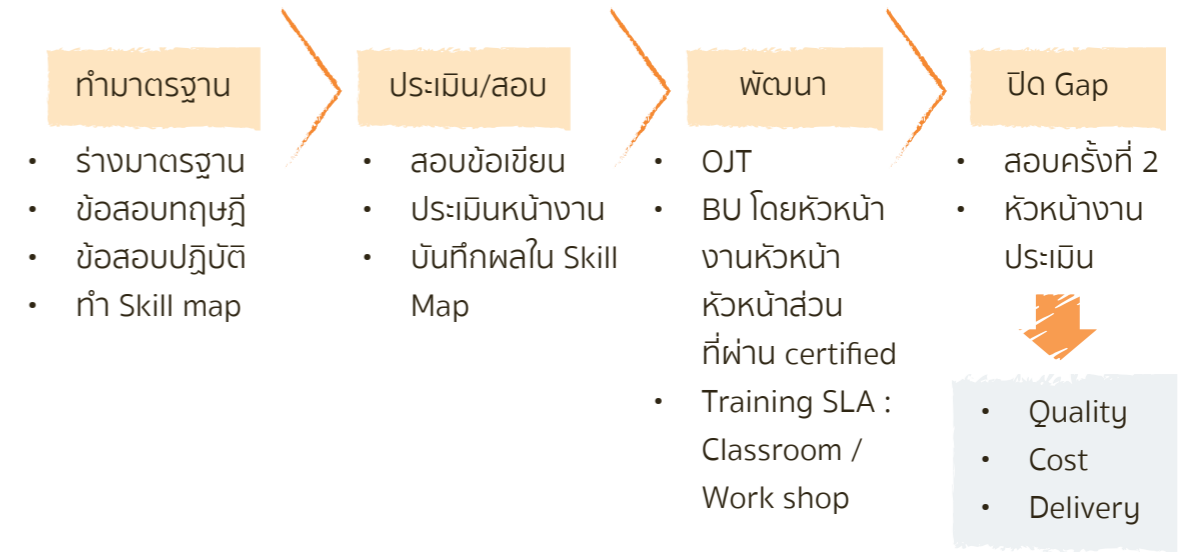 ทำมาตรฐาน
• ร่างมาตรฐาน
• ข้อสอบทฤษฎี
• ข้อสอบปฏิบัติ
• ทำ Skill map
ประเมิน/สอบ
• สอบข้อเขียน
• ประเมินหน้างาน
• บันทึกผลใน Skill
Map
พัฒนา
• OJT
• BU โดยหัวหน้า
งานหัวหน้า
หัวหน้าส่วน
ที่ผ่าน certified
• Training SLA :
Classroom /
Work shop
ปิด Gap
• สอบครั้งที่ 2
• หัวหน้างาน
ประเมิน
• Quality
• Cost
• Delivery